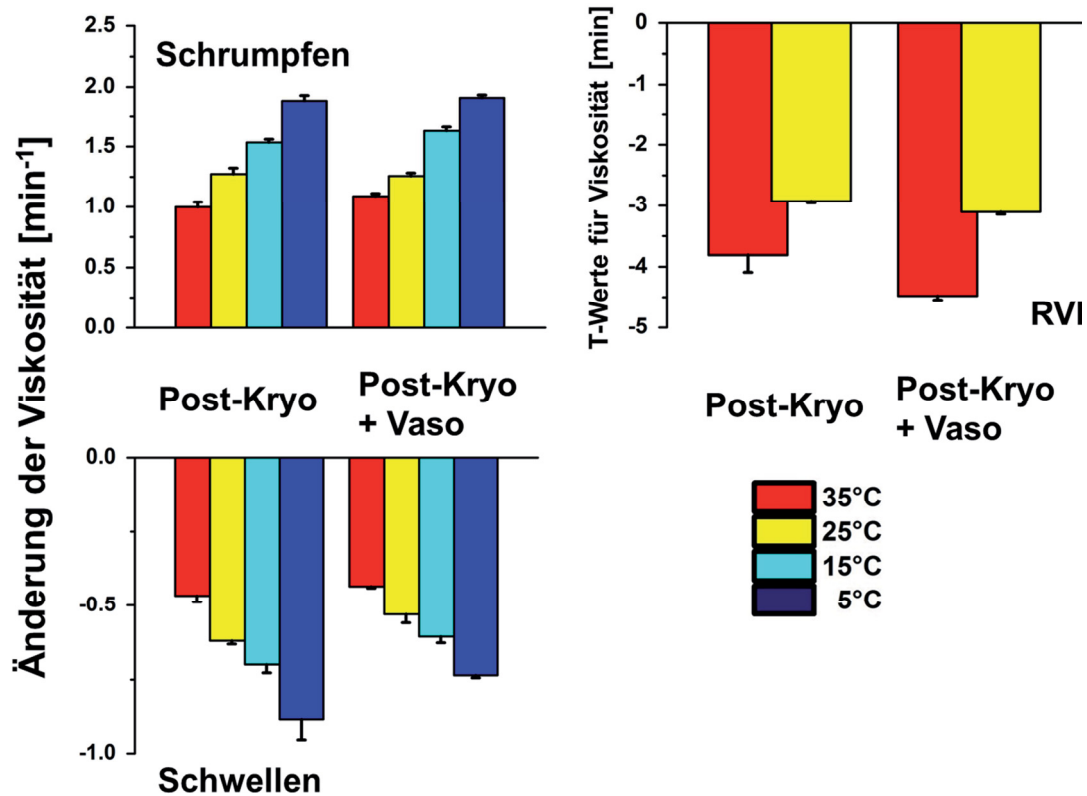 Änderung der Viskosität [min⁻¹]
2.5
2.0
1.5
1.0
0.5
0.0
Schrumpfen
Post-Kryo
Post-Kryo
+ Vaso
0.0
-0.5
-1.0
Schwellen
T-Werte für Viskosität [min]
0
-1
-2
-3
-4
-5
Post-Kryo
Post-Kryo
+ Vaso
35°C
25°C
15°C
5°C